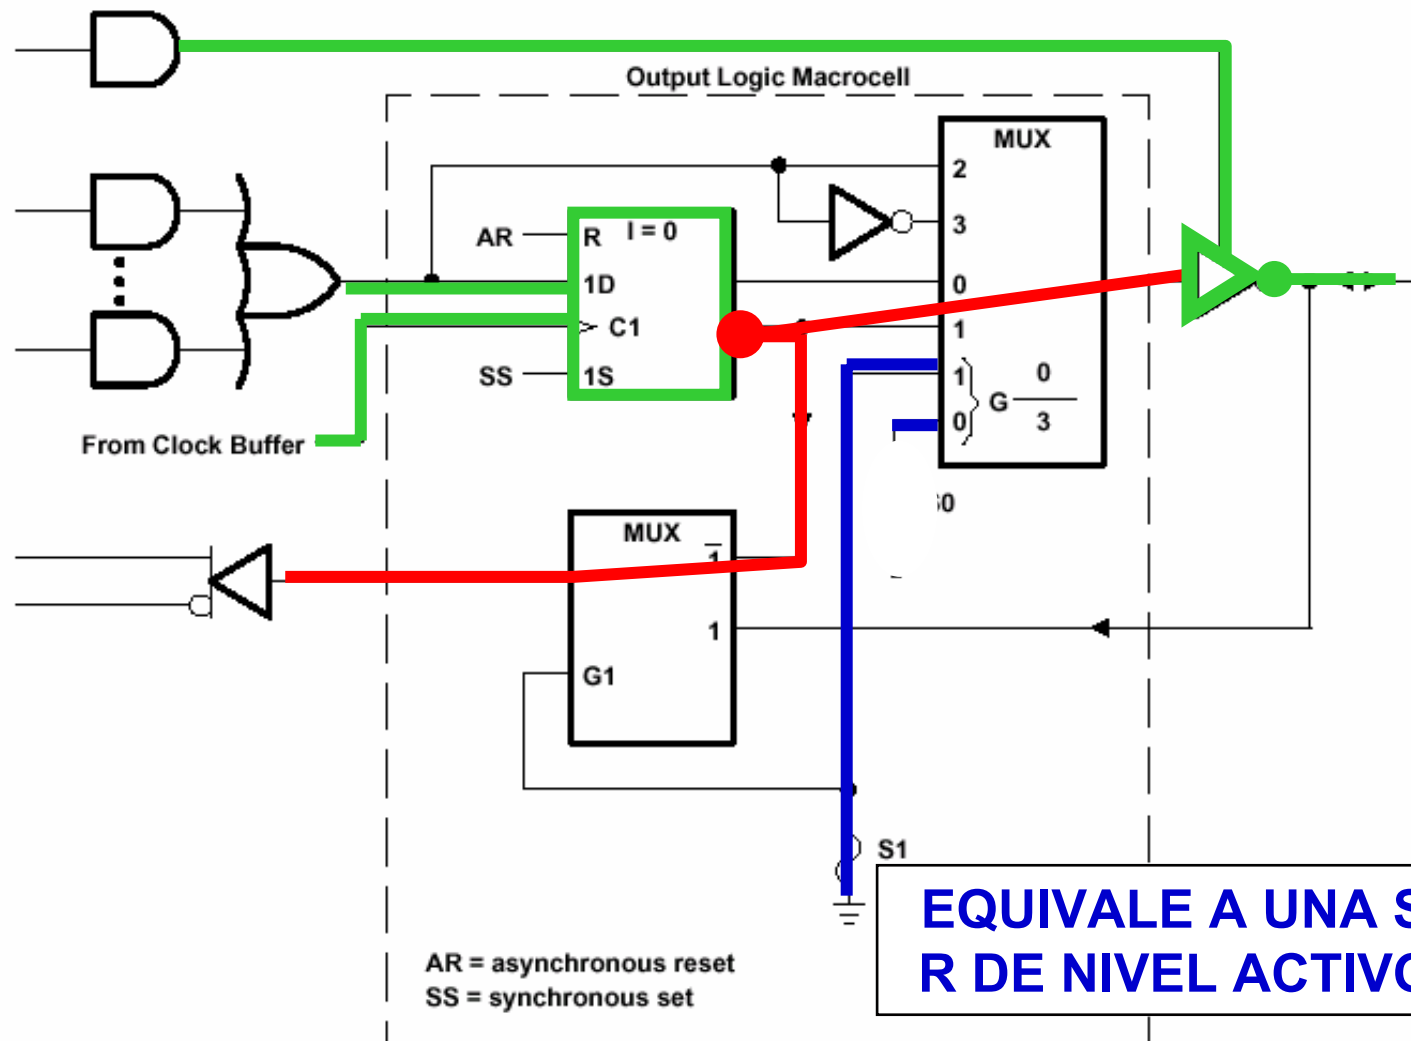 Output Logic Macrocell
MUX
2
3
AR
R
I = 0
1D
0
C1
1
SS
1S
1
0
G
0
3
From Clock Buffer
MUX
1
1
G1
S1
EQUIVALE A UNA
R DE NIVEL
AR = asynchronous reset
SS = synchronous set